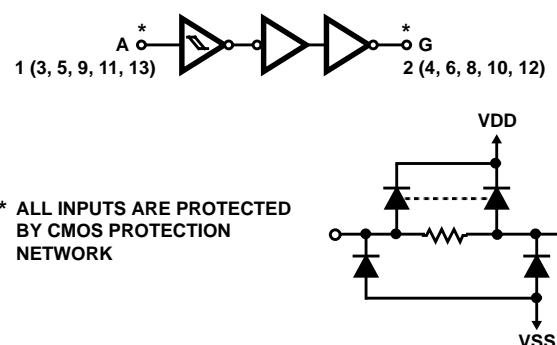 * *
A G
1 (3, 5, 9, 11, 13) 2 (4, 6, 8, 10, 12)
VDD
* ALL INPUTS ARE PROTECTED
BY CMOS PROTECTION
NETWORK
VSS